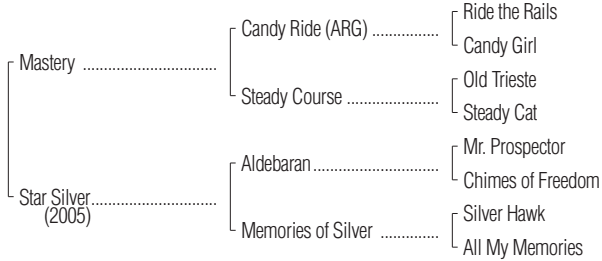 Ride the Rails
Candy Ride (ARG) ................
Candy Girl
Mastery ................................
Old Trieste
Steady Course ......................
Steady Cat
Mr. Prospector
Aldebaran ..............................
Chimes of Freedom
Star Silver..............................
(2005)
Silver Hawk
Memories of Silver ..............
All My Memories